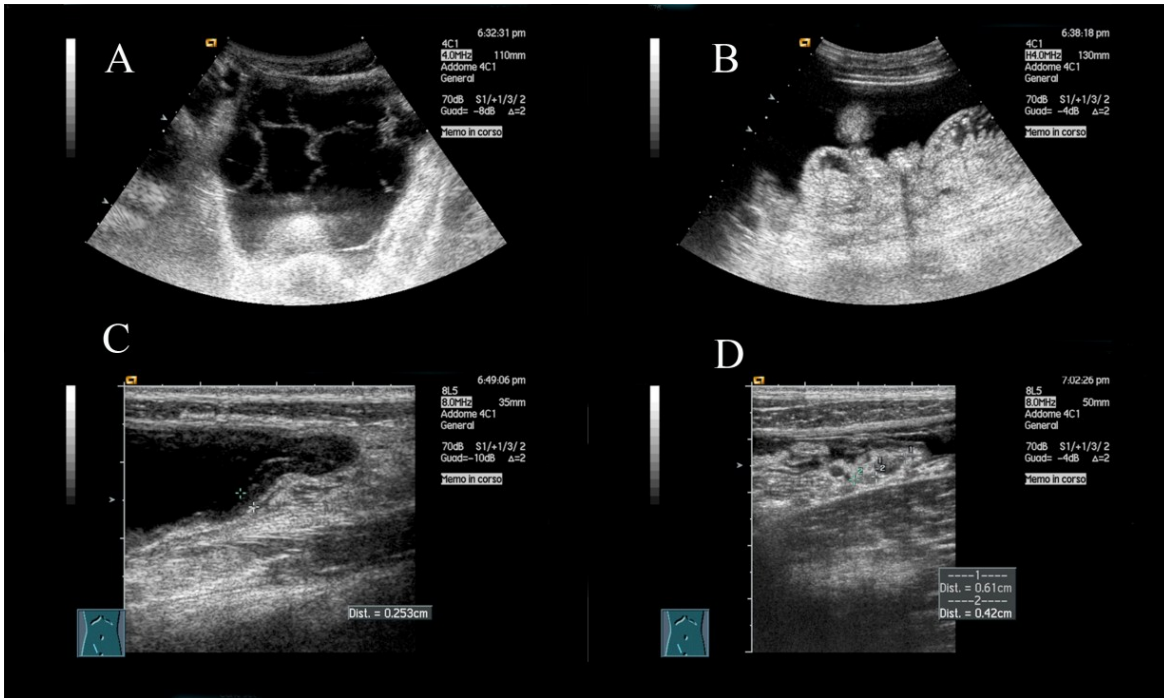 A
6:32:31 pm
4C1
4.0MHz 110mm
Addome 4C1
General
70dB S1/+1/3/ 2
Guad= -8dB Δ=2
Memo in corso
B
6:38:18 pm
4C1
H4.0MHz 130mm
Addome 4C1
General
70dB S1/+1/3/ 2
Guad= -4dB Δ=2
Memo in corso
C
6:49:06 pm
8L5
8.0MHz 35mm
Addome 4C1
General
70dB S1/+1/3/ 2
Guad=-10dB Δ=2
Memo in corso
Dist. = 0.253cm
D
7:02:26 pm
8L5
8.0MHz 50mm
Addome 4C1
General
70dB S1/+1/3/ 2
Guad= -4dB Δ=2
Memo in corso
----1----
Dist. = 0.61cm
----2----
Dist. = 0.42cm